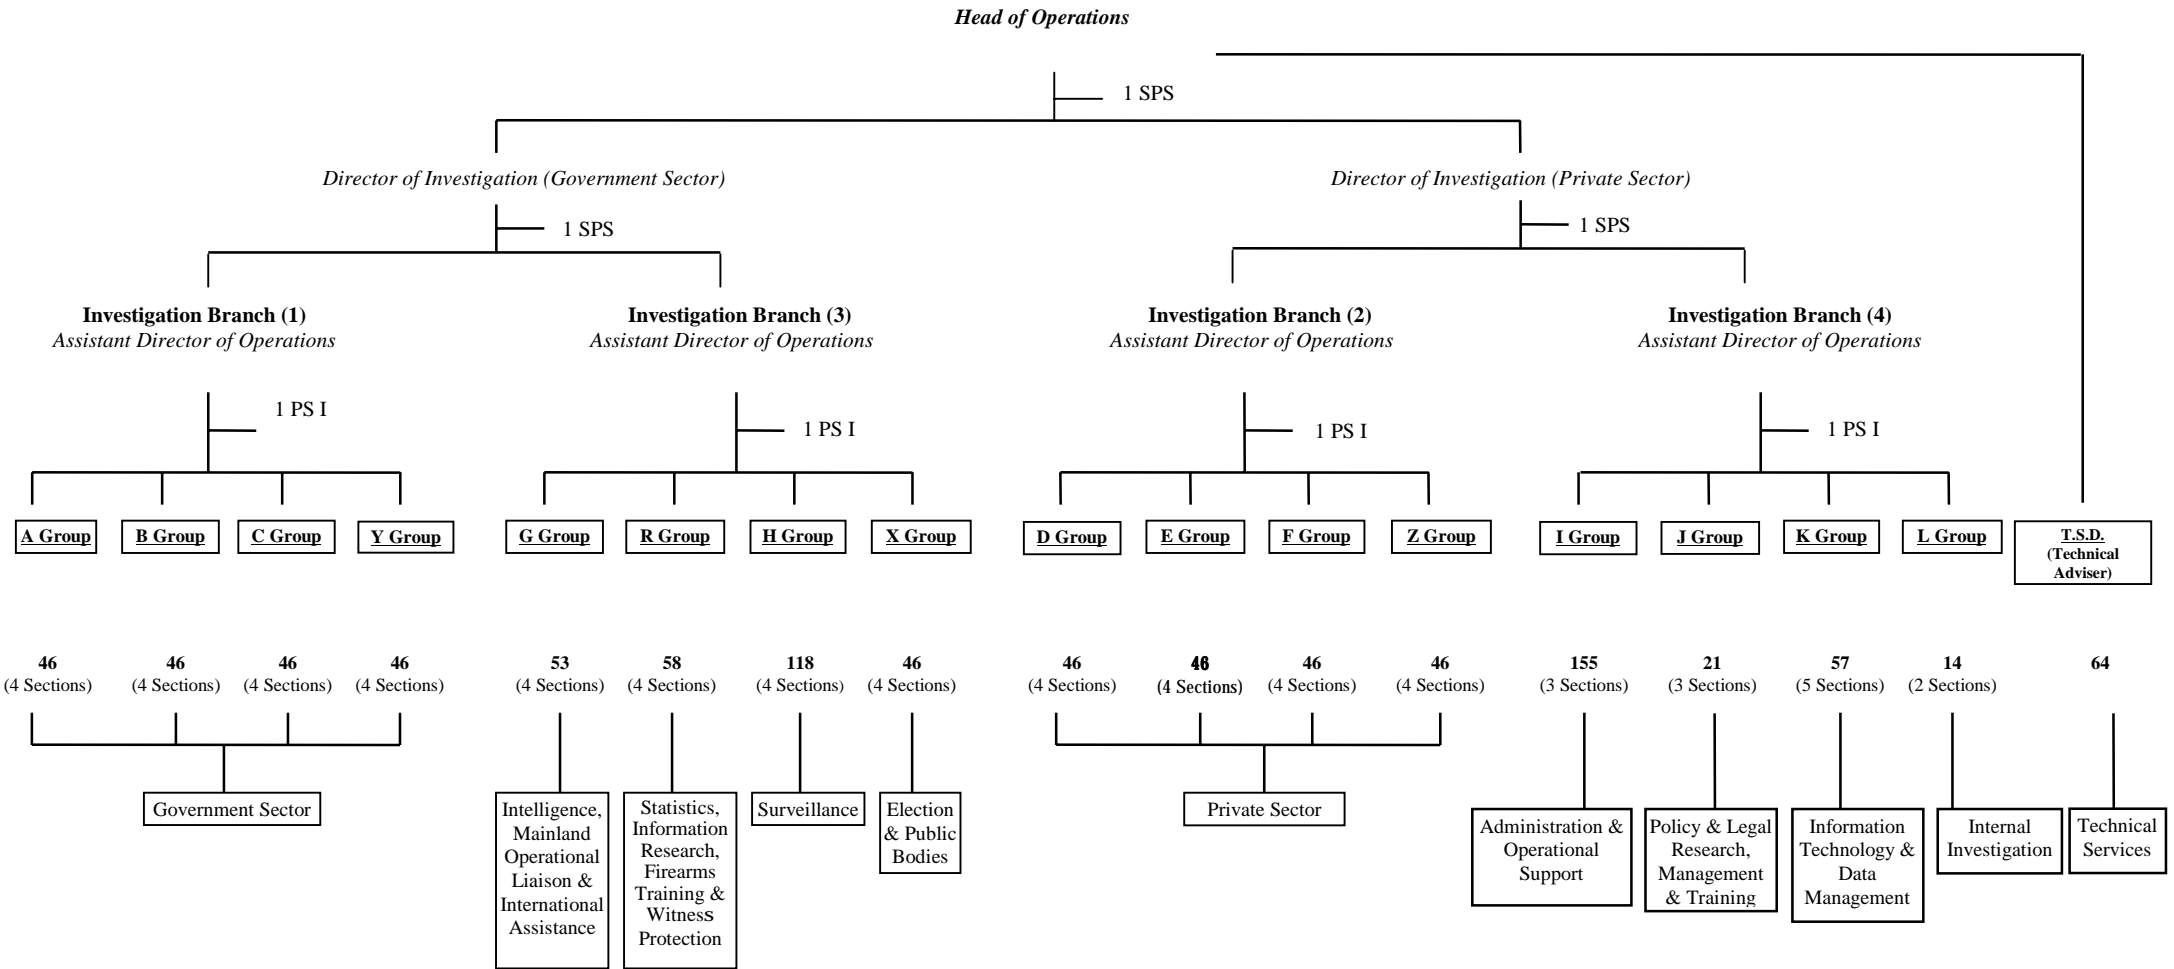 Head of Operations
1 SPS
Director of Investigation (Government Sector)
Director of Investigation (Private Sector)
1 SPS
1 SPS
Investigation Branch (1)
Assistant Director of Operations
Investigation Branch (3)
Assistant Director of Operations
Investigation Branch (2)
Assistant Director of Operations
Investigation Branch (4)
Assistant Director of Operations
1 PS I
1 PS I
1 PS I
1 PS I
A Group
B Group
C Group
Y Group
G Group
R Group
H Group
X Group
D Group
E Group
F Group
Z Group
I Group
J Group
K Group
L Group
T.S.D.
(Technical
Adviser)
46
(4 Sections)
46
(4 Sections)
46
(4 Sections)
46
(4 Sections)
53
(4 Sections)
58
(4 Sections)
118
(4 Sections)
46
(4 Sections)
46
(4 Sections)
46
(4 Sections)
46
(4 Sections)
46
(4 Sections)
155
(3 Sections)
21
(3 Sections)
57
(5 Sections)
14
(2 Sections)
64
Government Sector
Intelligence,
Mainland
Operational
Liaison &
International
Assistance
Statistics,
Information
Research,
Firearms
Training &
Witness
Protection
Surveillance
Election
& Public
Bodies
Private Sector
Administration &
Operational
Support
Policy & Legal
Research,
Management
& Training
Information
Technology &
Data
Management
Internal
Investigation
Technical
Services